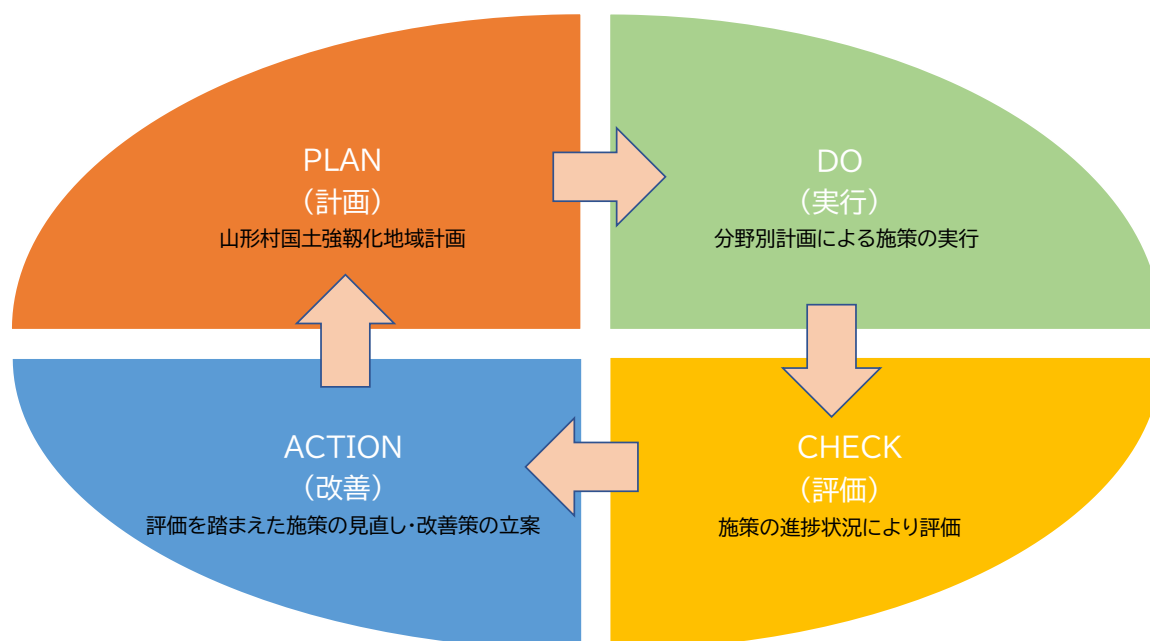 PLAN
（計画）
山形村国土強靱化地域計画
DO
（実行）
分野別計画による施策の実行
ACTION
（改善）
評価を踏まえた施策の見直し・改善策の立案
CHECK
（評価）
施策の進捗状況により評価